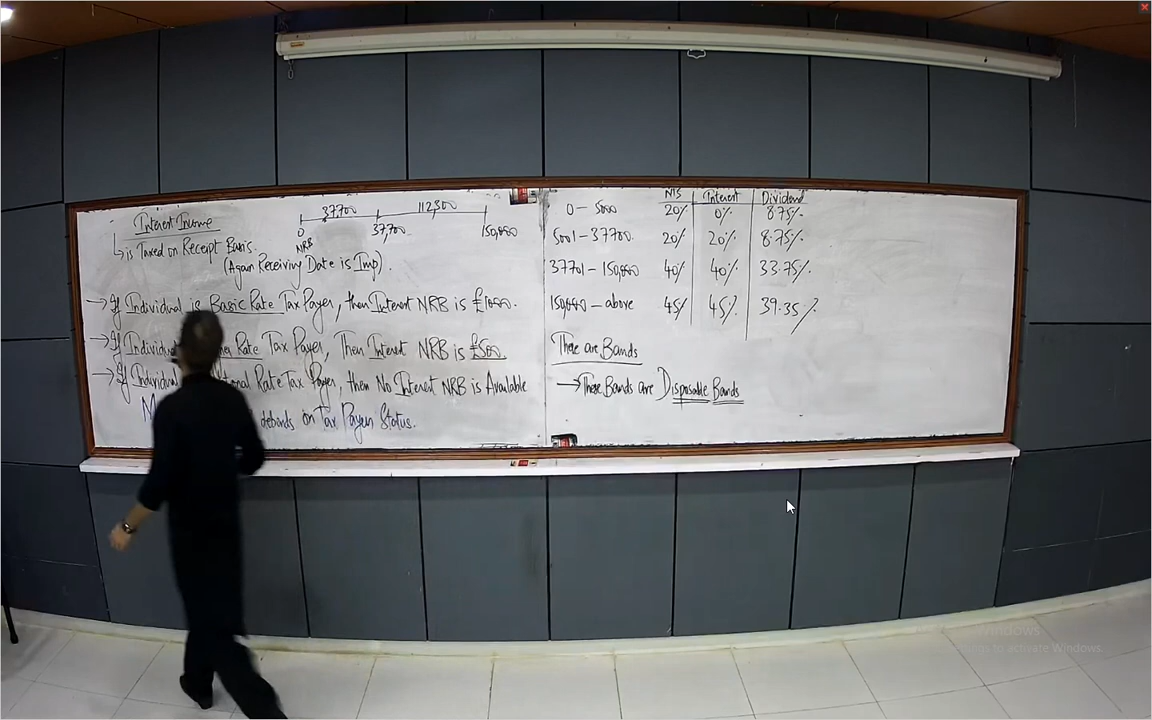 Interest Income
37,700 112,300
0 37,700 150,000
NRB
↳ is Taxed on Receipt Basis.
(Again Receiving Date is Imp).
→ If Individual is Basic Rate Tax Payer, then Interest NRB is £1000.
→ If Individual Rate Tax Payer, Then Interest NRB is £500.
→ If Individual Rate Tax Payer, then No Interest NRB is Available
depends on Tax Payer Status.
NIS Interest Dividend
0 - 5000 20% 0% 8.75%
5001 - 37700. 20% 20% 8.75%
37701 - 150,000 40% 40% 33.75%
150,000 - above 45% 45% 39.35%
These are Bands
→ These Bands are Disposable Bands
Windows
to activate Windows.